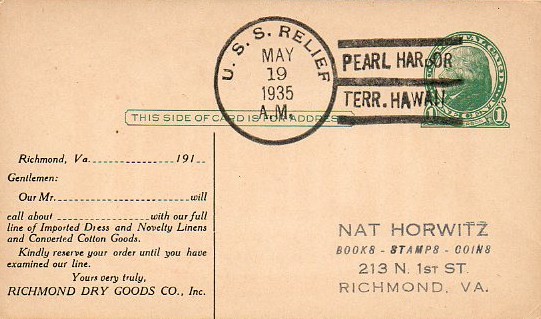 U. S. S. RELIEF
MAY
19
1935
A.M.
PEARL HARBOR
TERR. HAWAII
THIS SIDE OF CARD IS FOR ADDRESS
1 1
Richmond, Va. 191
Gentlemen:
Our Mr. will
call about with our full
line of Imported Dress and Novelty Linens
and Converted Cotton Goods.
Kindly reserve your order until you have
examined our line.
Yours very truly,
RICHMOND DRY GOODS CO., Inc.
NAT HORWITZ
BOOKS - STAMPS - COINS
213 N. 1ST ST.
RICHMOND, VA.